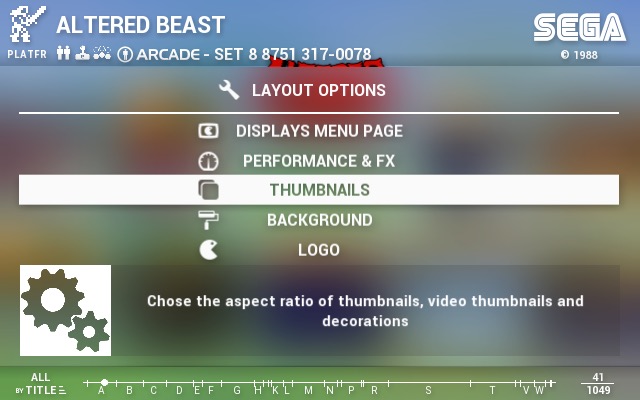 ALTERED BEAST
SEGA
PLATFR
ARCADE - SET 8 8751 317-0078
© 1988
LAYOUT OPTIONS
DISPLAYS MENU PAGE
PERFORMANCE & FX
THUMBNAILS
BACKGROUND
LOGO
Chose the aspect ratio of thumbnails, video thumbnails and
decorations
ALL
BY TITLE
A B C D E F G H K L M N P R S T V W
41
1049